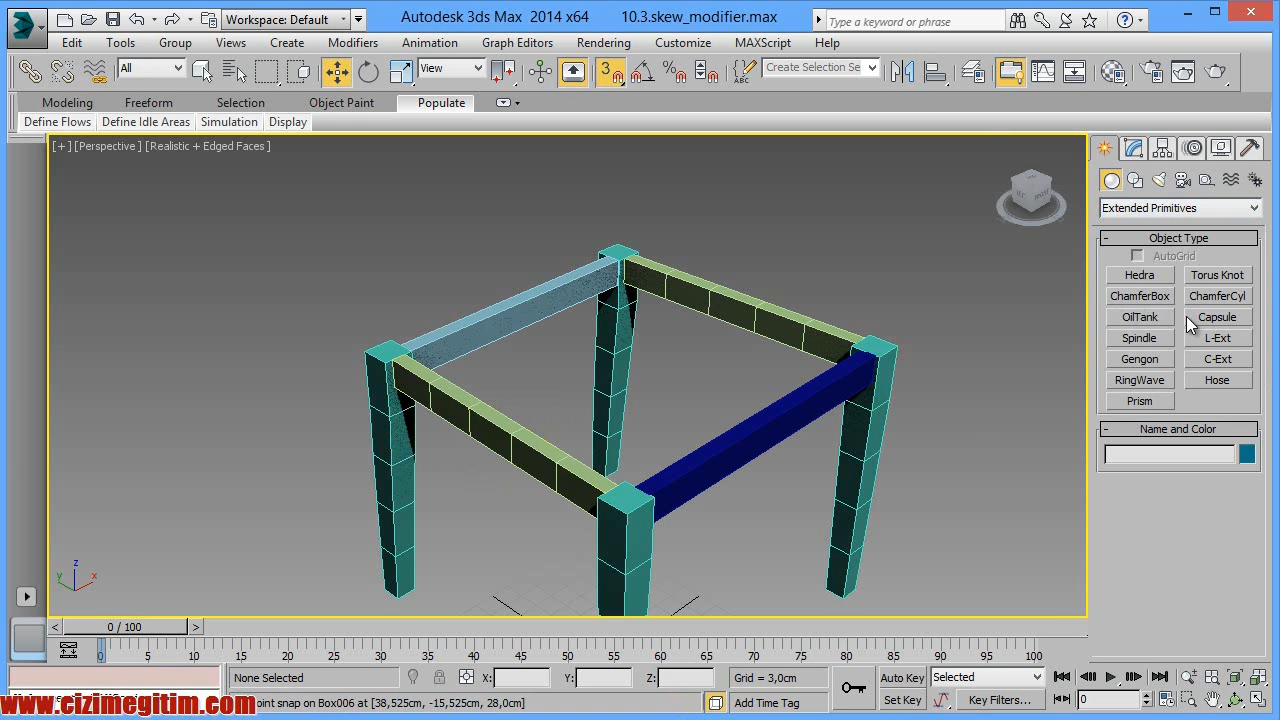 Workspace: Default
Autodesk 3ds Max 2014 x64 10.3.skew_modifier.max
Type a keyword or phrase
Edit Tools Group Views Create Modifiers Animation Graph Editors Rendering Customize MAXScript Help
All
View
3
ABC
Create Selection Se
Modeling Freeform Selection Object Paint Populate
Define Flows Define Idle Areas Simulation Display
[+] [Perspective] [Realistic + Edged Faces]
Extended Primitives
- Object Type
AutoGrid
Hedra Torus Knot
ChamferBox ChamferCyl
OilTank Capsule
Spindle L-Ext
Gengon C-Ext
RingWave Hose
Prism
- Name and Color
z
y x
< 0 / 100 >
0 5 10 15 20 25 30 35 40 45 50 55 60 65 70 75 80 85 90 95 100
None Selected X: Y: Z: Grid = 3,0cm Auto Key Selected
www.cizimegitim.com
oint snap on Box006 at [38,525cm, -15,525cm, 28,0cm] Add Time Tag Set Key Key Filters... 0